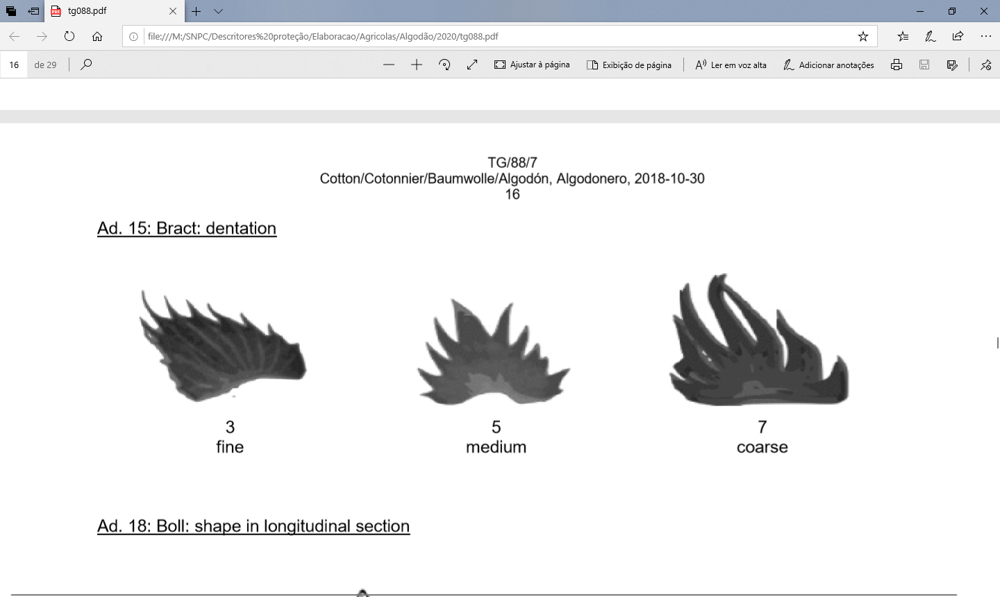 tg088.pdf
file:///M:/SNPC/Descritores%20proteção/Elaboracao/Agricolas/Algodão/2020/tg088.pdf
16 de 29 Ajustar à página Exibição de página Ler em voz alta Adicionar anotações
TG/88/7
Cotton/Cotonnier/Baumwolle/Algodón, Algodonero, 2018-10-30
16
Ad. 15: Bract: dentation
3 5 7
fine medium coarse
Ad. 18: Boll: shape in longitudinal section